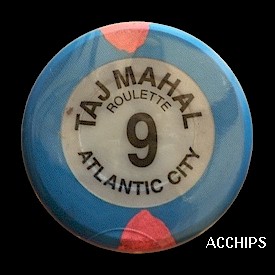 TAJ MAHAL
ROULETTE
9
ATLANTIC CITY
ACCHIPS